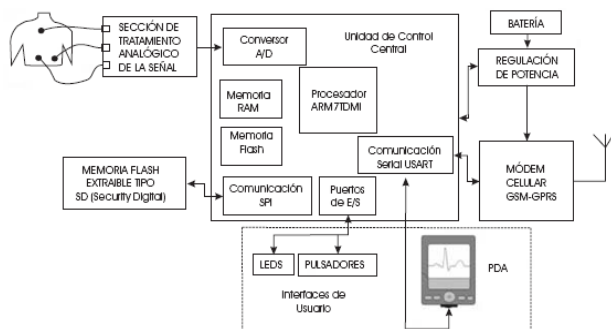 SECCIÓN DE
TRATAMIENTO
ANALÓGICO
DE LA SEÑAL
Conversor
A/D
Unidad de Control
Central
BATERÍA
REGULACIÓN
DE POTENCIA
Memoria
RAM
Procesador
ARM7TDMI
Memoria
Flash
Comunicación
Serial USART
MÓDEM
CELULAR
GSM-GPRS
MEMORIA FLASH
EXTRAIBLE TIPO
SD (Security Digital)
Comunicación
SPI
Puertos
de E/S
LEDS
PULSADORES
PDA
Interfaces de
Usuario